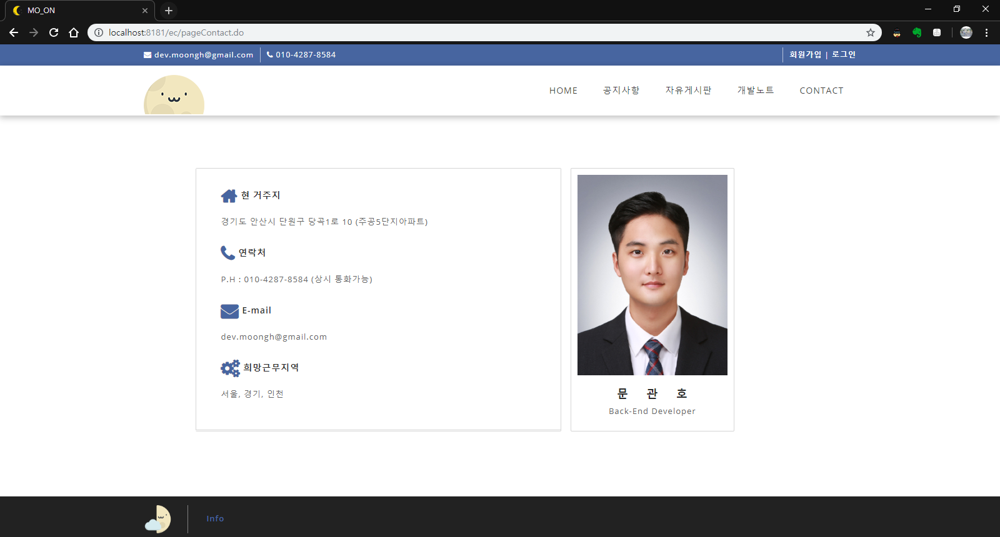 MO_ON
localhost:8181/ec/pageContact.do
dev.moongh@gmail.com
010-4287-8584
회원가입 | 로그인
HOME
공지사항
자유게시판
개발노트
CONTACT
현 거주지
경기도 안산시 단원구 당곡1로 10 (주공5단지아파트)
연락처
P.H : 010-4287-8584 (상시 통화가능)
E-mail
dev.moongh@gmail.com
희망근무지역
서울, 경기, 인천
문 관 호
Back-End Developer
Info